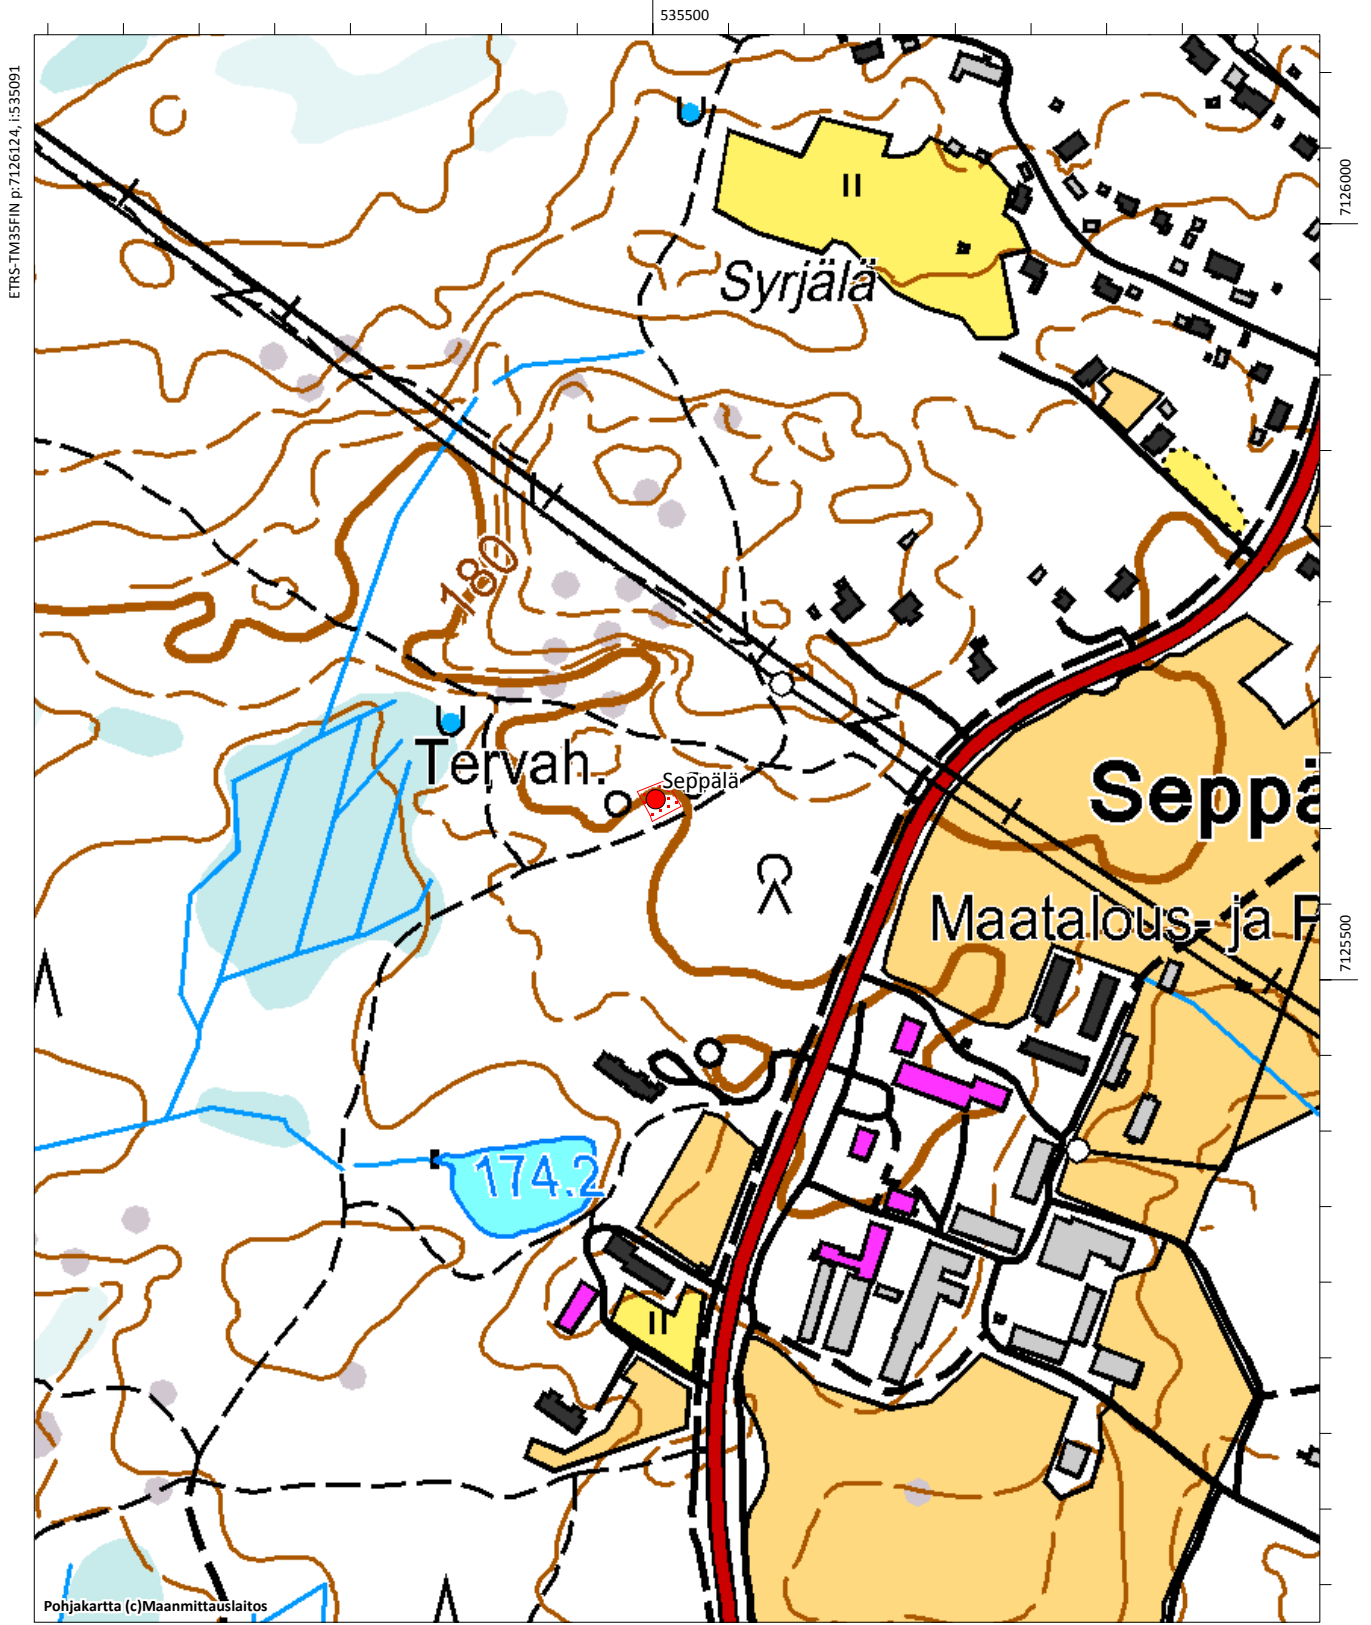 535500
ETRS-TM35FIN p:7126124, i:535091
7126000
II
Syrjälä
180
Tervah.
Seppälä
Seppä
Maatalous- ja P
7125500
174.2
II
Pohjakartta (c)Maanmittauslaitos